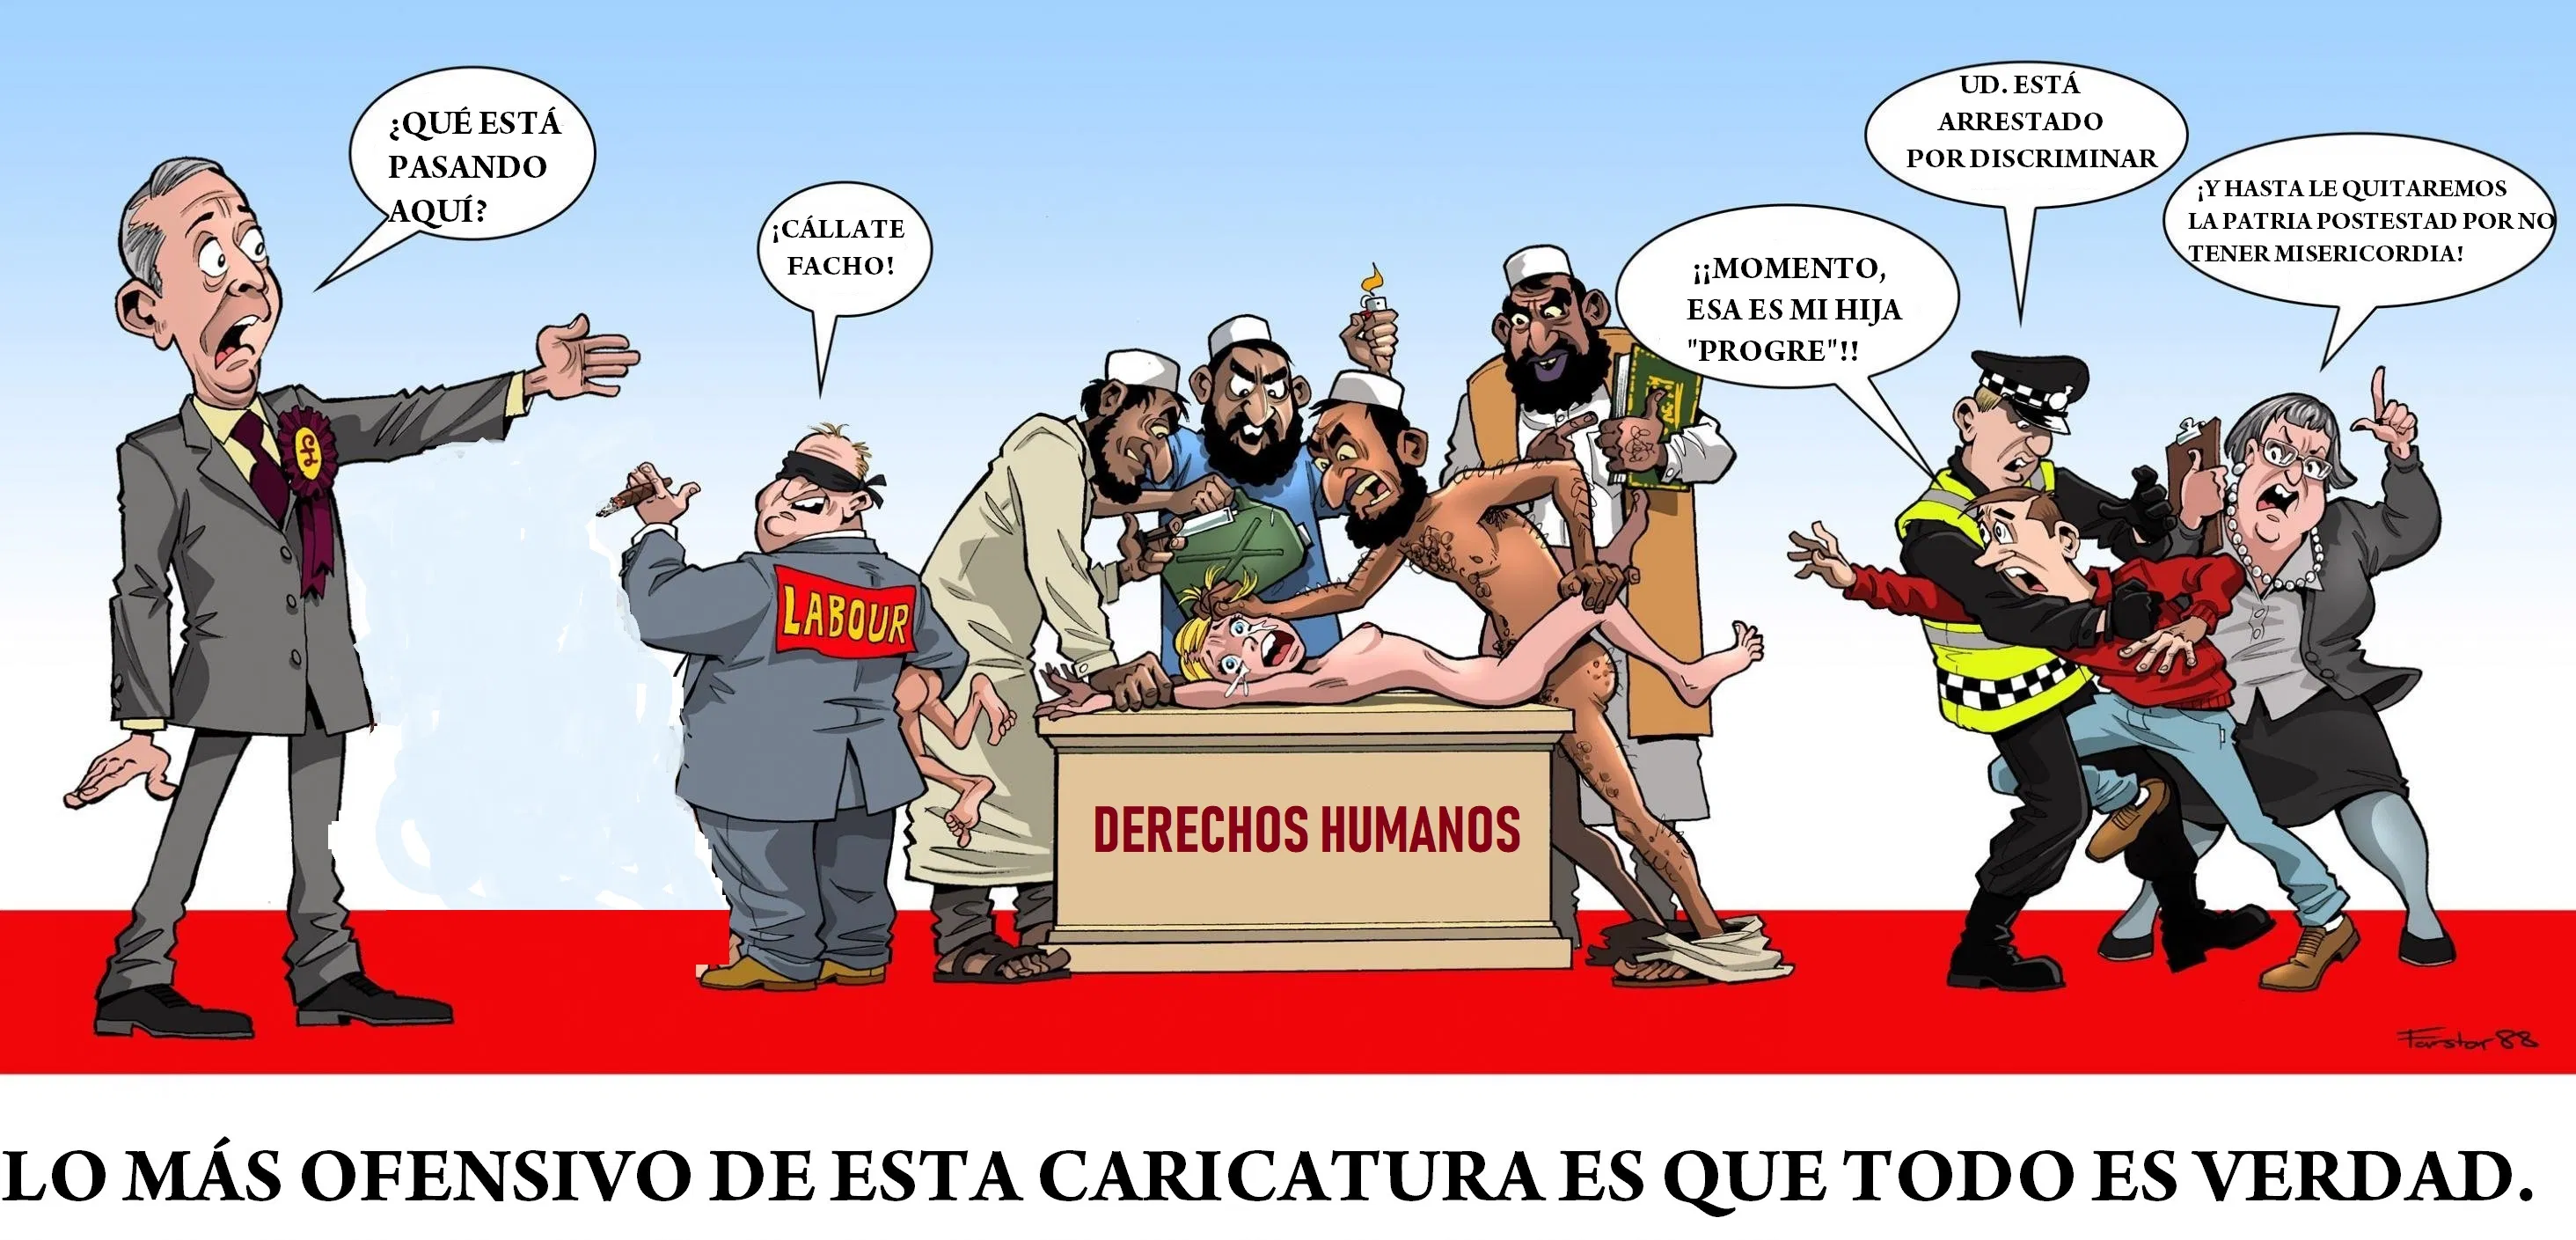 ¿QUÉ ESTÁ
PASANDO
AQUÍ?
¡CÁLLATE
FACHO!
¡¡MOMENTO,
ESA ES MI HIJA
"PROGRE"!!
UD. ESTÁ
ARRESTADO
POR DISCRIMINAR
¡Y HASTA LE QUITAREMOS
LA PATRIA POSTESTAD POR NO
TENER MISERICORDIA!
£
LABOUR
DERECHOS HUMANOS
Farstar88
LO MÁS OFENSIVO DE ESTA CARICATURA ES QUE TODO ES VERDAD.